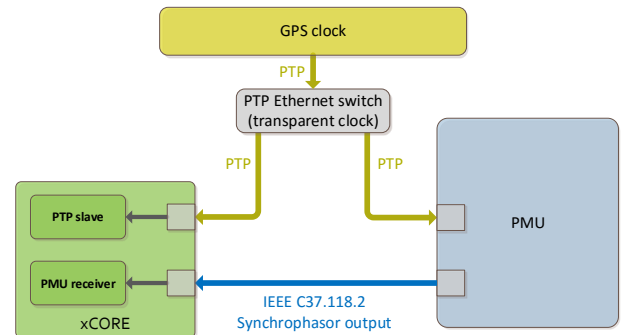 GPS clock
PTP
PTP Ethernet switch
(transparent clock)
PTP
PTP
PTP slave
PMU
PMU receiver
IEEE C37.118.2
Synchrophasor output
xCORE